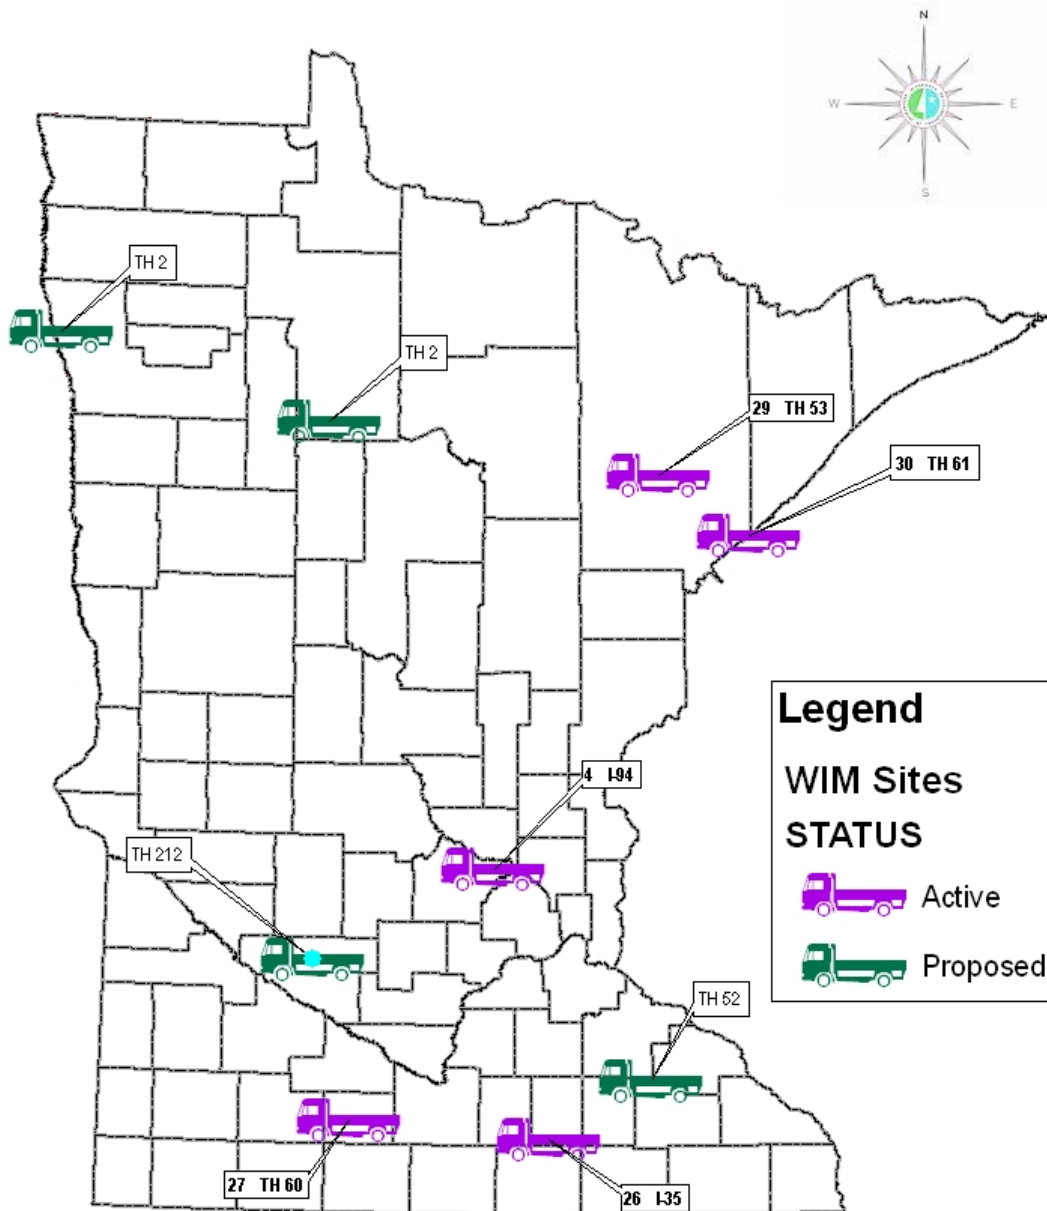 N
W E
S
TH 2
TH 2
29 TH 53
30 TH 61
Legend
WIM Sites
STATUS
Active
Proposed
4 I-94
TH 212
TH 52
27 TH 60
26 I-35